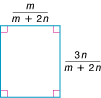 m
m + 2n
3n
m + 2n